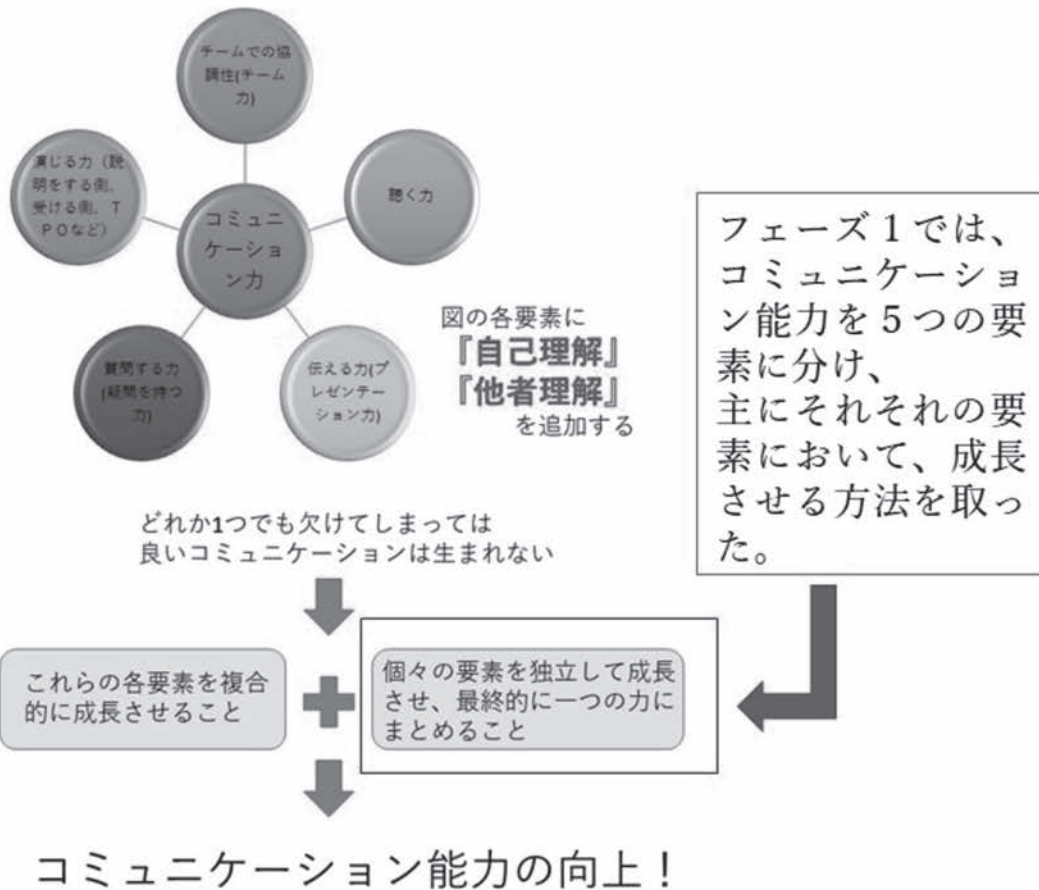 チームでの協
調性(チーム
力)
演じる力（説
明をする側、
受ける側、Ｔ
ＰＯなど）
コミュニ
ケーショ
ン力
聴く力
質問する力
(疑問を持つ
力)
伝える力(プ
レゼンテー
ション力)
図の各要素に
『自己理解』
『他者理解』
を追加する
フェーズ１では、
コミュニケーショ
ン能力を５つの要
素に分け、
主にそれそれの要
素において、成長
させる方法を取っ
た。
どれか1つでも欠けてしまっては
良いコミュニケーションは生まれない
これらの各要素を複合
的に成長させること
個々の要素を独立して成長
させ、最終的に一つの力に
まとめること
コミュニケーション能力の向上！